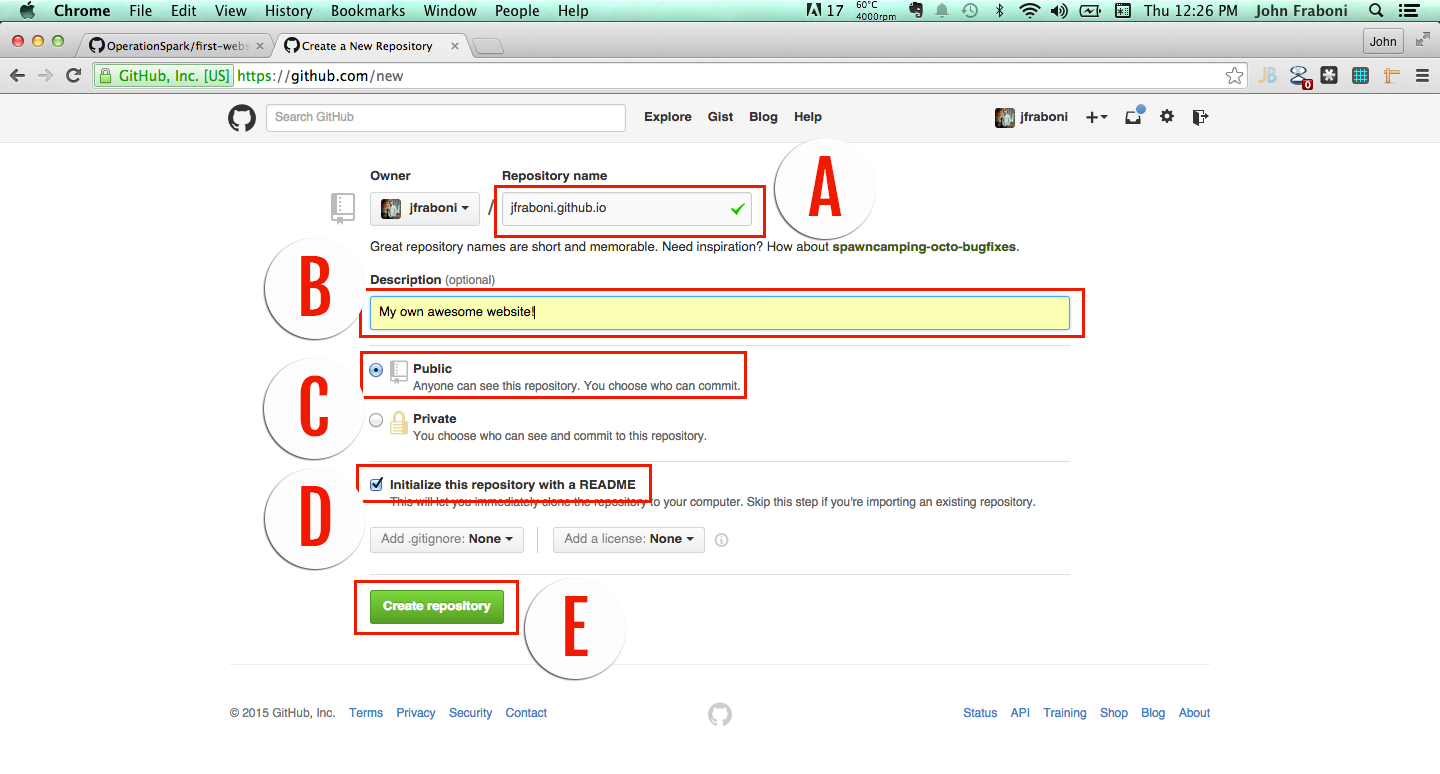 Chrome File Edit View History Bookmarks Window People Help 17 60°C 4000rpm Thu 12:26 PM John Fraboni
OperationSpark/first-webs Create a New Repository John
GitHub, Inc. [US] https://github.com/new JB 0
Search GitHub Explore Gist Blog Help jfraboni
Owner Repository name
A
jfraboni / jfraboni.github.io
Great repository names are short and memorable. Need inspiration? How about spawncamping-octo-bugfixes.
B
Description (optional)
My own awesome website!
C
Public
Anyone can see this repository. You choose who can commit.
Private
You choose who can see and commit to this repository.
D
Initialize this repository with a README
This will let you immediately clone the repository to your computer. Skip this step if you're importing an existing repository.
Add .gitignore: None Add a license: None
Create repository
E
© 2015 GitHub, Inc. Terms Privacy Security Contact Status API Training Shop Blog About